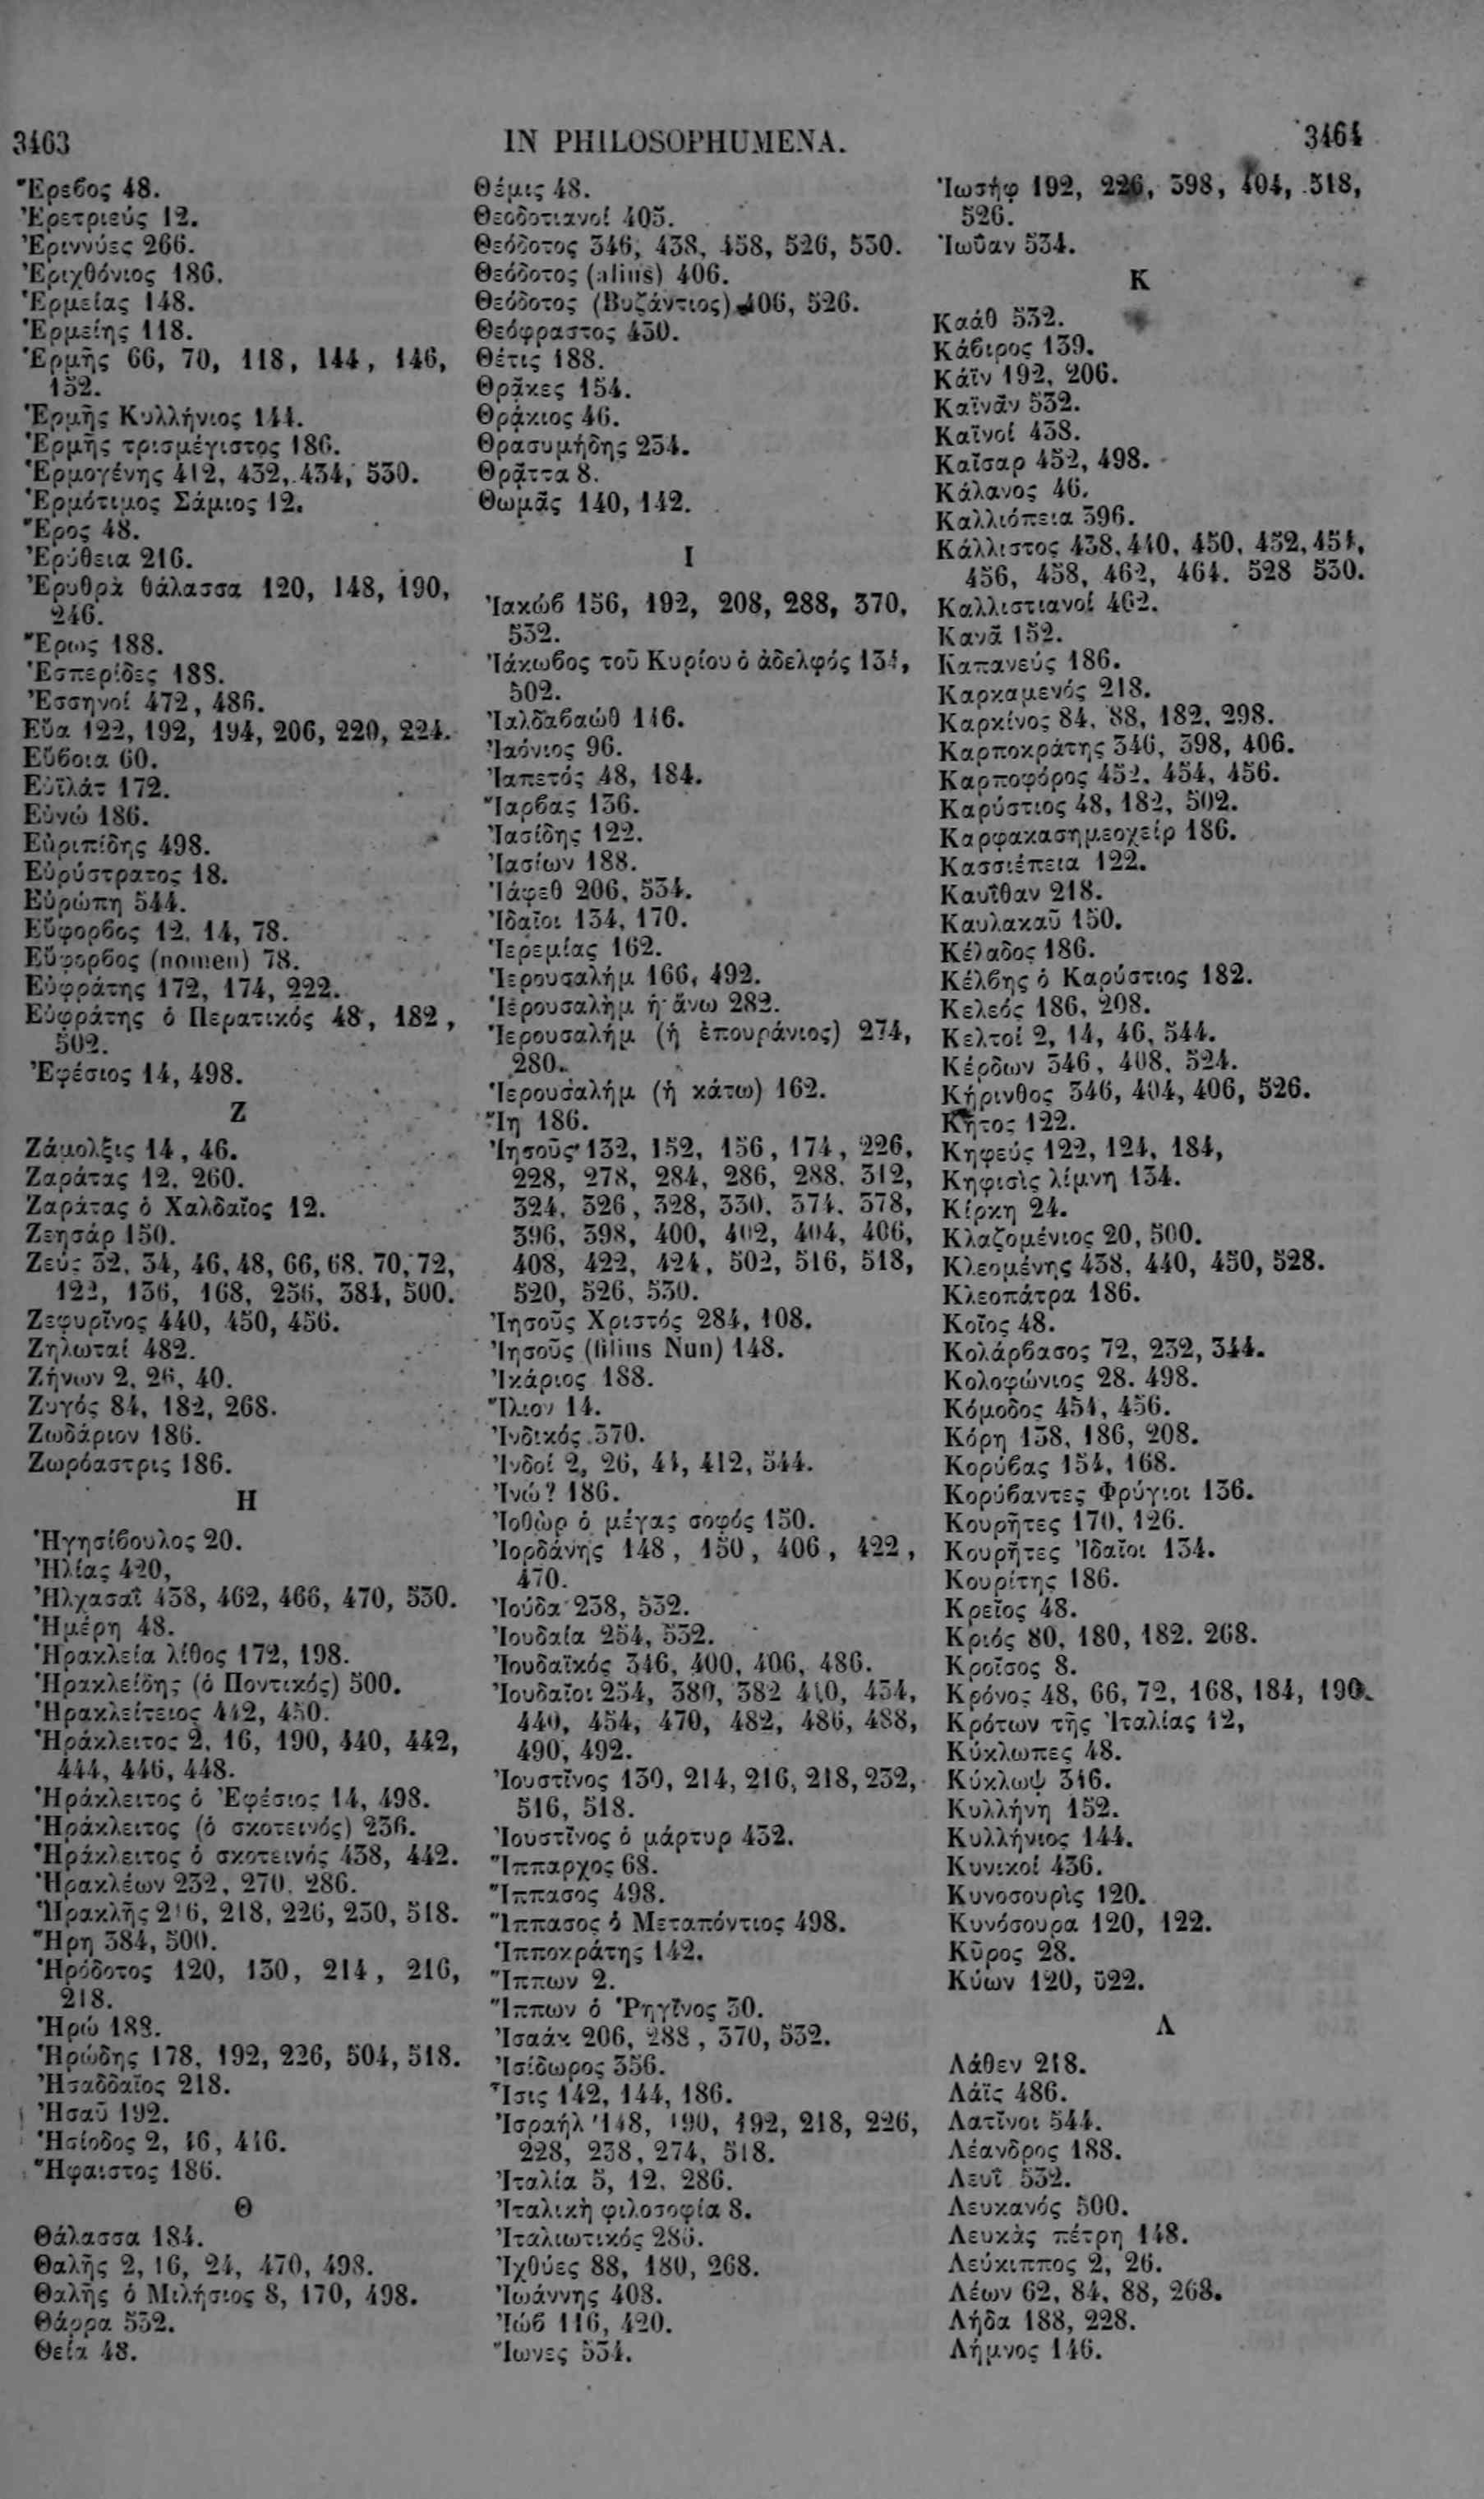 3463
IN PHILOSOPHUMENA.
3464
Ἔρεβος 48.
Ἐρετριεύς 12.
Ἐριννύες 266.
Ἐριχθόνιος 186.
Ἑρμείας 148.
Ἑρμείης 118.
Ἑρμῆς 66, 70, 118, 144, 146,
152.
Ἑρμῆς Κυλλήνιος 144.
Ἑρμῆς τρισμέγιστος 186.
Ἑρμογένης 412, 432, 434, 530.
Ἑρμότιμος Σάμιος 12.
Ἔρος 48.
Ἐρύθεια 216.
Ἐρυθρὰ θάλασσα 120, 148, 190,
246.
Ἔρως 188.
Ἑσπερίδες 188.
Ἐσσηνοί 472, 486.
Εὔα 122, 192, 194, 206, 220, 224.
Εὔβοια 60.
Εὐϊλάτ 172.
Εὐνώ 186.
Εὐριπίδης 498.
Εὐρύστρατος 18.
Εὐρώπη 544.
Εὔφορβος 12, 14, 78.
Εὔφορβος (nomen) 78.
Εὐφράτης 172, 174, 222.
Εὐφράτης ὁ Περατικός 48, 182,
502.
Ἐφέσιος 14, 498.
Ζ
Ζάμολξις 14, 46.
Ζαράτας 12, 260.
Ζαράτας ὁ Χαλδαῖος 12.
Ζεησάρ 150.
Ζεύς 32, 34, 46, 48, 66, 68, 70, 72,
122, 136, 168, 256, 384, 500.
Ζεφυρῖνος 440, 450, 456.
Ζηλωταί 482.
Ζήνων 2, 26, 40.
Ζυγός 84, 182, 268.
Ζωδάριον 186.
Ζωρόαστρις 186.
Η
Ἡγησίβουλος 20.
Ἠλίας 420,
Ἠλχασαΐ 438, 462, 466, 470, 530.
Ἡμέρη 48.
Ἡρακλεία λίθος 172, 198.
Ἡρακλείδης (ὁ Ποντικός) 500.
Ἡρακλείτειος 442, 450.
Ἡράκλειτος 2, 16, 190, 440, 442,
444, 446, 448.
Ἡράκλειτος ὁ Ἐφέσιος 14, 498.
Ἡράκλειτος (ὁ σκοτεινός) 236.
Ἡράκλειτος ὁ σκοτεινός 438, 442.
Ἡρακλέων 232, 270, 286.
Ἡρακλῆς 216, 218, 226, 230, 518.
Ἥρη 384, 500.
Ἡρόδοτος 120, 130, 214, 216,
218.
Ἡρώ 188.
Ἡρώδης 178, 192, 226, 504, 518.
Ἠσαδδαῖος 218.
Ἠσαῦ 192.
Ἡσίοδος 2, 46, 446.
Ἥφαιστος 186.
Θ
Θάλασσα 184.
Θαλῆς 2, 16, 24, 470, 498.
Θαλῆς ὁ Μιλήσιος 8, 170, 498.
Θάρρα 532.
Θεία 48.
Θέμις 48.
Θεοδοτιανοί 405.
Θεόδοτος 346, 438, 458, 526, 530.
Θεόδοτος (alius) 406.
Θεόδοτος (Βυζάντιος) 406, 526.
Θεόφραστος 430.
Θέτις 188.
Θρᾷκες 154.
Θρᾴκιος 46.
Θρασυμήδης 234.
Θρᾷττα 8.
Θωμᾶς 140, 142.
Ι
Ἰακώβ 156, 192, 208, 288, 370,
532.
Ἰάκωβος τοῦ Κυρίου ὁ ἀδελφός 134,
502.
Ἰαλδαβαώθ 146.
Ἰαόνιος 96.
Ἰαπετός 48, 184.
Ἴαρβας 136.
Ἰασίδης 122.
Ἰασίων 188.
Ἰάφεθ 206, 534.
Ἰδαῖοι 134, 170.
Ἱερεμίας 162.
Ἱερουσαλήμ 166, 492.
Ἱερουσαλὴμ ἡ ἄνω 282.
Ἱερουσαλήμ (ἡ ἐπουράνιος) 274,
280.
Ἱερουσαλήμ (ἡ κάτω) 162.
Ἴη 186.
Ἰησοῦς 132, 152, 156, 174, 226,
228, 278, 284, 286, 288, 312,
324, 326, 328, 330, 374, 378,
396, 398, 400, 402, 404, 406,
408, 422, 424, 502, 516, 518,
520, 526, 530.
Ἰησοῦς Χριστός 284, 108.
Ἰησοῦς (filius Nun) 148.
Ἰκάριος 188.
Ἴλιον 14.
Ἰνδικός 370.
Ἰνδοί 2, 26, 44, 412, 544.
Ἰνώ? 186.
Ἰοθὼρ ὁ μέγας σοφός 150.
Ἰορδάνης 148, 150, 406, 422,
470.
Ἰούδα 238, 532.
Ἰουδαία 254, 532.
Ἰουδαϊκός 346, 400, 406, 486.
Ἰουδαῖοι 254, 380, 382 410, 434,
440, 454, 470, 482, 486, 488,
490, 492.
Ἰουστῖνος 130, 214, 216, 218, 232,
516, 518.
Ἰουστῖνος ὁ μάρτυρ 432.
Ἵππαρχος 68.
Ἵππασος 498.
Ἵππασος ὁ Μεταπόντιος 498.
Ἱπποκράτης 142.
Ἵππων 2.
Ἵππων ὁ Ῥηγῖνος 30.
Ἰσαάκ 206, 288, 370, 532.
Ἰσίδωρος 356.
Ἶσις 142, 144, 186.
Ἰσραήλ 148, 190, 192, 218, 226,
228, 238, 274, 518.
Ἰταλία 5, 12, 286.
Ἰταλικὴ φιλοσοφία 8.
Ἰταλιωτικός 286.
Ἰχθύες 88, 180, 268.
Ἰωάννης 408.
Ἰώβ 116, 420.
Ἴωνες 534.
Ἰωσήφ 192, 226, 398, 404, 518,
526.
Ἰωΰαν 534.
Κ
Καάθ 532.
Κάβιρος 139.
Κάϊν 192, 206.
Καϊνᾶν 532.
Καϊνοί 438.
Καῖσαρ 452, 498.
Κάλανος 46.
Καλλιόπεια 396.
Κάλλιστος 438, 440, 450, 452, 454,
456, 458, 462, 464. 528 530.
Καλλιστιανοί 462.
Κανᾶ 152.
Καπανεύς 186.
Καρκαμενός 218.
Καρκίνος 84, 88, 182, 298.
Καρποκράτης 346, 398, 406.
Καρποφόρος 452, 454, 456.
Καρύστιος 48, 182, 502.
Καρφακασημεοχείρ 186.
Κασσιέπεια 122.
Καυΐθαν 218.
Καυλακαῦ 150.
Κέλαδος 186.
Κέλβης ὁ Καρύστιος 182.
Κελεός 186, 208.
Κελτοί 2, 14, 46, 544.
Κέρδων 346, 408, 524.
Κήρινθος 346, 404, 406, 526.
Κῆτος 122.
Κηφεύς 122, 124, 184,
Κηφισὶς λίμνη 134.
Κίρκη 24.
Κλαζομένιος 20, 500.
Κλεομένης 438, 440, 450, 528.
Κλεοπάτρα 186.
Κοῖος 48.
Κολάρβασος 72, 232, 344.
Κολοφώνιος 28. 498.
Κόμοδος 454, 456.
Κόρη 138, 186, 208.
Κορύβας 154, 168.
Κορύβαντες Φρύγιοι 136.
Κουρῆτες 170, 126.
Κουρῆτες Ἰδαῖοι 134.
Κουρίτης 186.
Κρεῖος 48.
Κριός 80, 180, 182. 268.
Κροῖσος 8.
Κρόνος 48, 66, 72, 168, 184, 190.
Κρότων τῆς Ἰταλίας 12,
Κύκλωπες 48.
Κύκλωψ 346.
Κυλλήνη 152.
Κυλλήνιος 144.
Κυνικοί 436.
Κυνοσουρὶς 120.
Κυνόσουρα 120, 122.
Κῦρος 28.
Κύων 120, 522.
Λ
Λάθεν 218.
Λάϊς 486.
Λατῖνοι 544.
Λέανδρος 188.
Λευΐ 532.
Λευκανός 500.
Λευκὰς πέτρη 148.
Λεύκιππος 2, 26.
Λέων 62, 84, 88, 268.
Λήδα 188, 228.
Λήμνος 146.